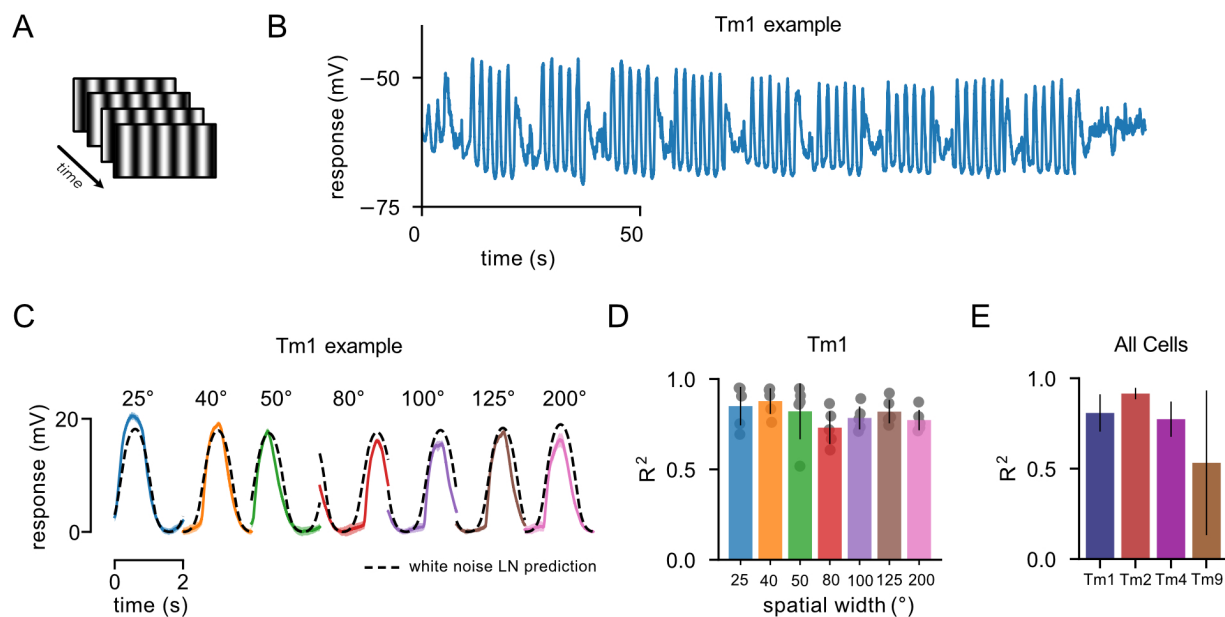 A
time
B
Tm1 example
response (mV)
−50
−75
0
50
time (s)
C
Tm1 example
25° 40° 50° 80° 100° 125° 200°
response (mV)
20
0
0 2
time (s)
white noise LN prediction
D
Tm1
R²
1.0
0.5
0.0
25 40 50 80 100 125 200
spatial width (°)
E
All Cells
R²
1.0
0.5
0.0
Tm1 Tm2 Tm4 Tm9